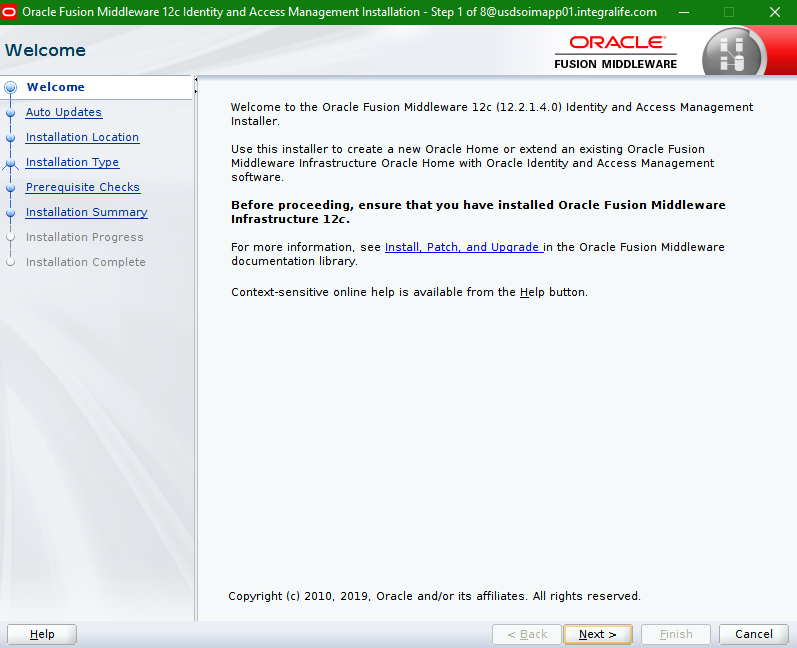 Oracle Fusion Middleware 12c Identity and Access Management Installation - Step 1 of 8@usdsoimapp01.integralife.com
Welcome
ORACLE®
FUSION MIDDLEWARE
Welcome
Auto Updates
Installation Location
Installation Type
Prerequisite Checks
Installation Summary
Installation Progress
Installation Complete
Welcome to the Oracle Fusion Middleware 12c (12.2.1.4.0) Identity and Access Management
Installer.
Use this installer to create a new Oracle Home or extend an existing Oracle Fusion
Middleware Infrastructure Oracle Home with Oracle Identity and Access Management
software.
Before proceeding, ensure that you have installed Oracle Fusion Middleware
Infrastructure 12c.
For more information, see Install, Patch, and Upgrade in the Oracle Fusion Middleware
documentation library.
Context-sensitive online help is available from the Help button.
Copyright (c) 2010, 2019, Oracle and/or its affiliates. All rights reserved.
Help
< Back
Next >
Finish
Cancel